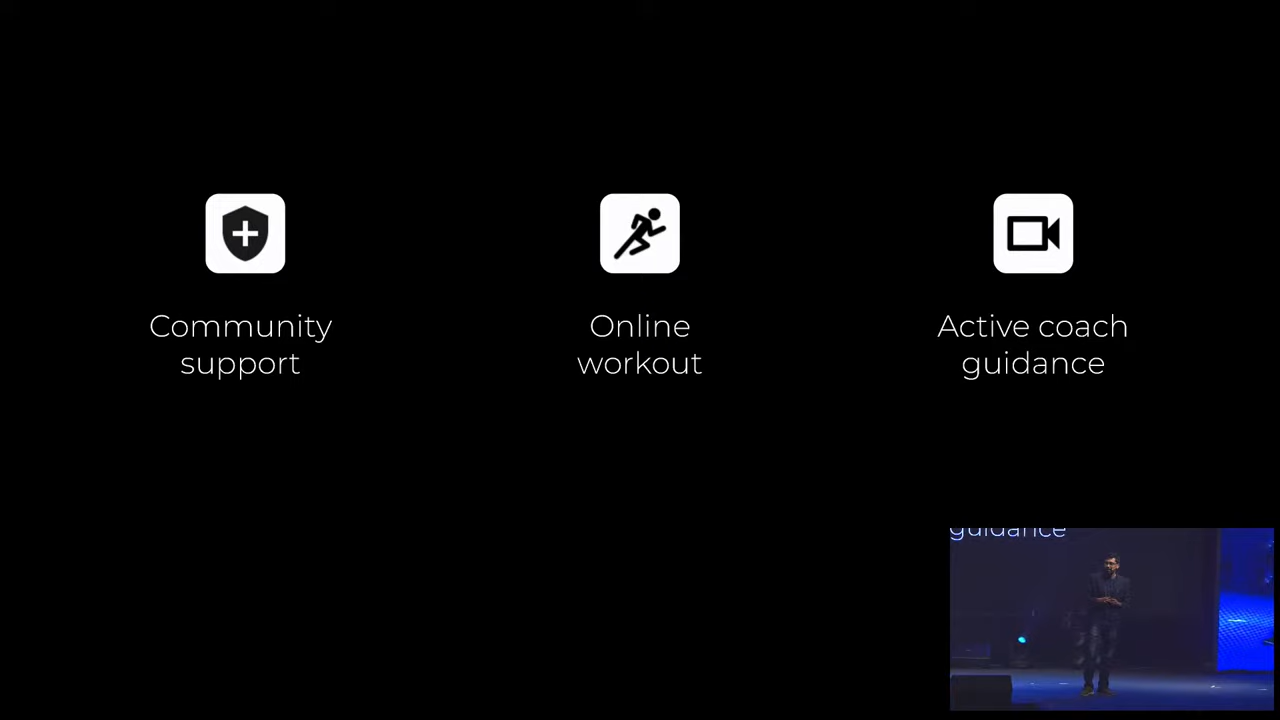 Community
support
Online
workout
Active coach
guidance
guidance